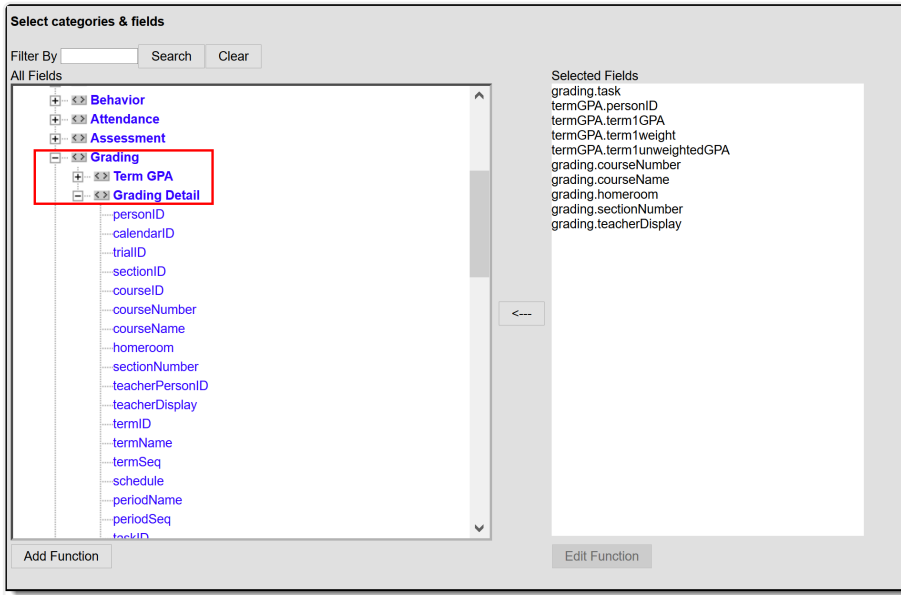 Select categories & fields
Filter By
Search
Clear
All Fields
Behavior
Attendance
Assessment
Grading
Term GPA
Grading Detail
personID
calendarID
trialID
sectionID
courseID
courseNumber
courseName
homeroom
sectionNumber
teacherPersonID
teacherDisplay
termID
termName
termSeq
schedule
periodName
periodSeq
taskID
Add Function
<---
Selected Fields
grading.task
termGPA.personID
termGPA.term1GPA
termGPA.term1weight
termGPA.term1unweightedGPA
grading.courseNumber
grading.courseName
grading.homeroom
grading.sectionNumber
grading.teacherDisplay
Edit Function